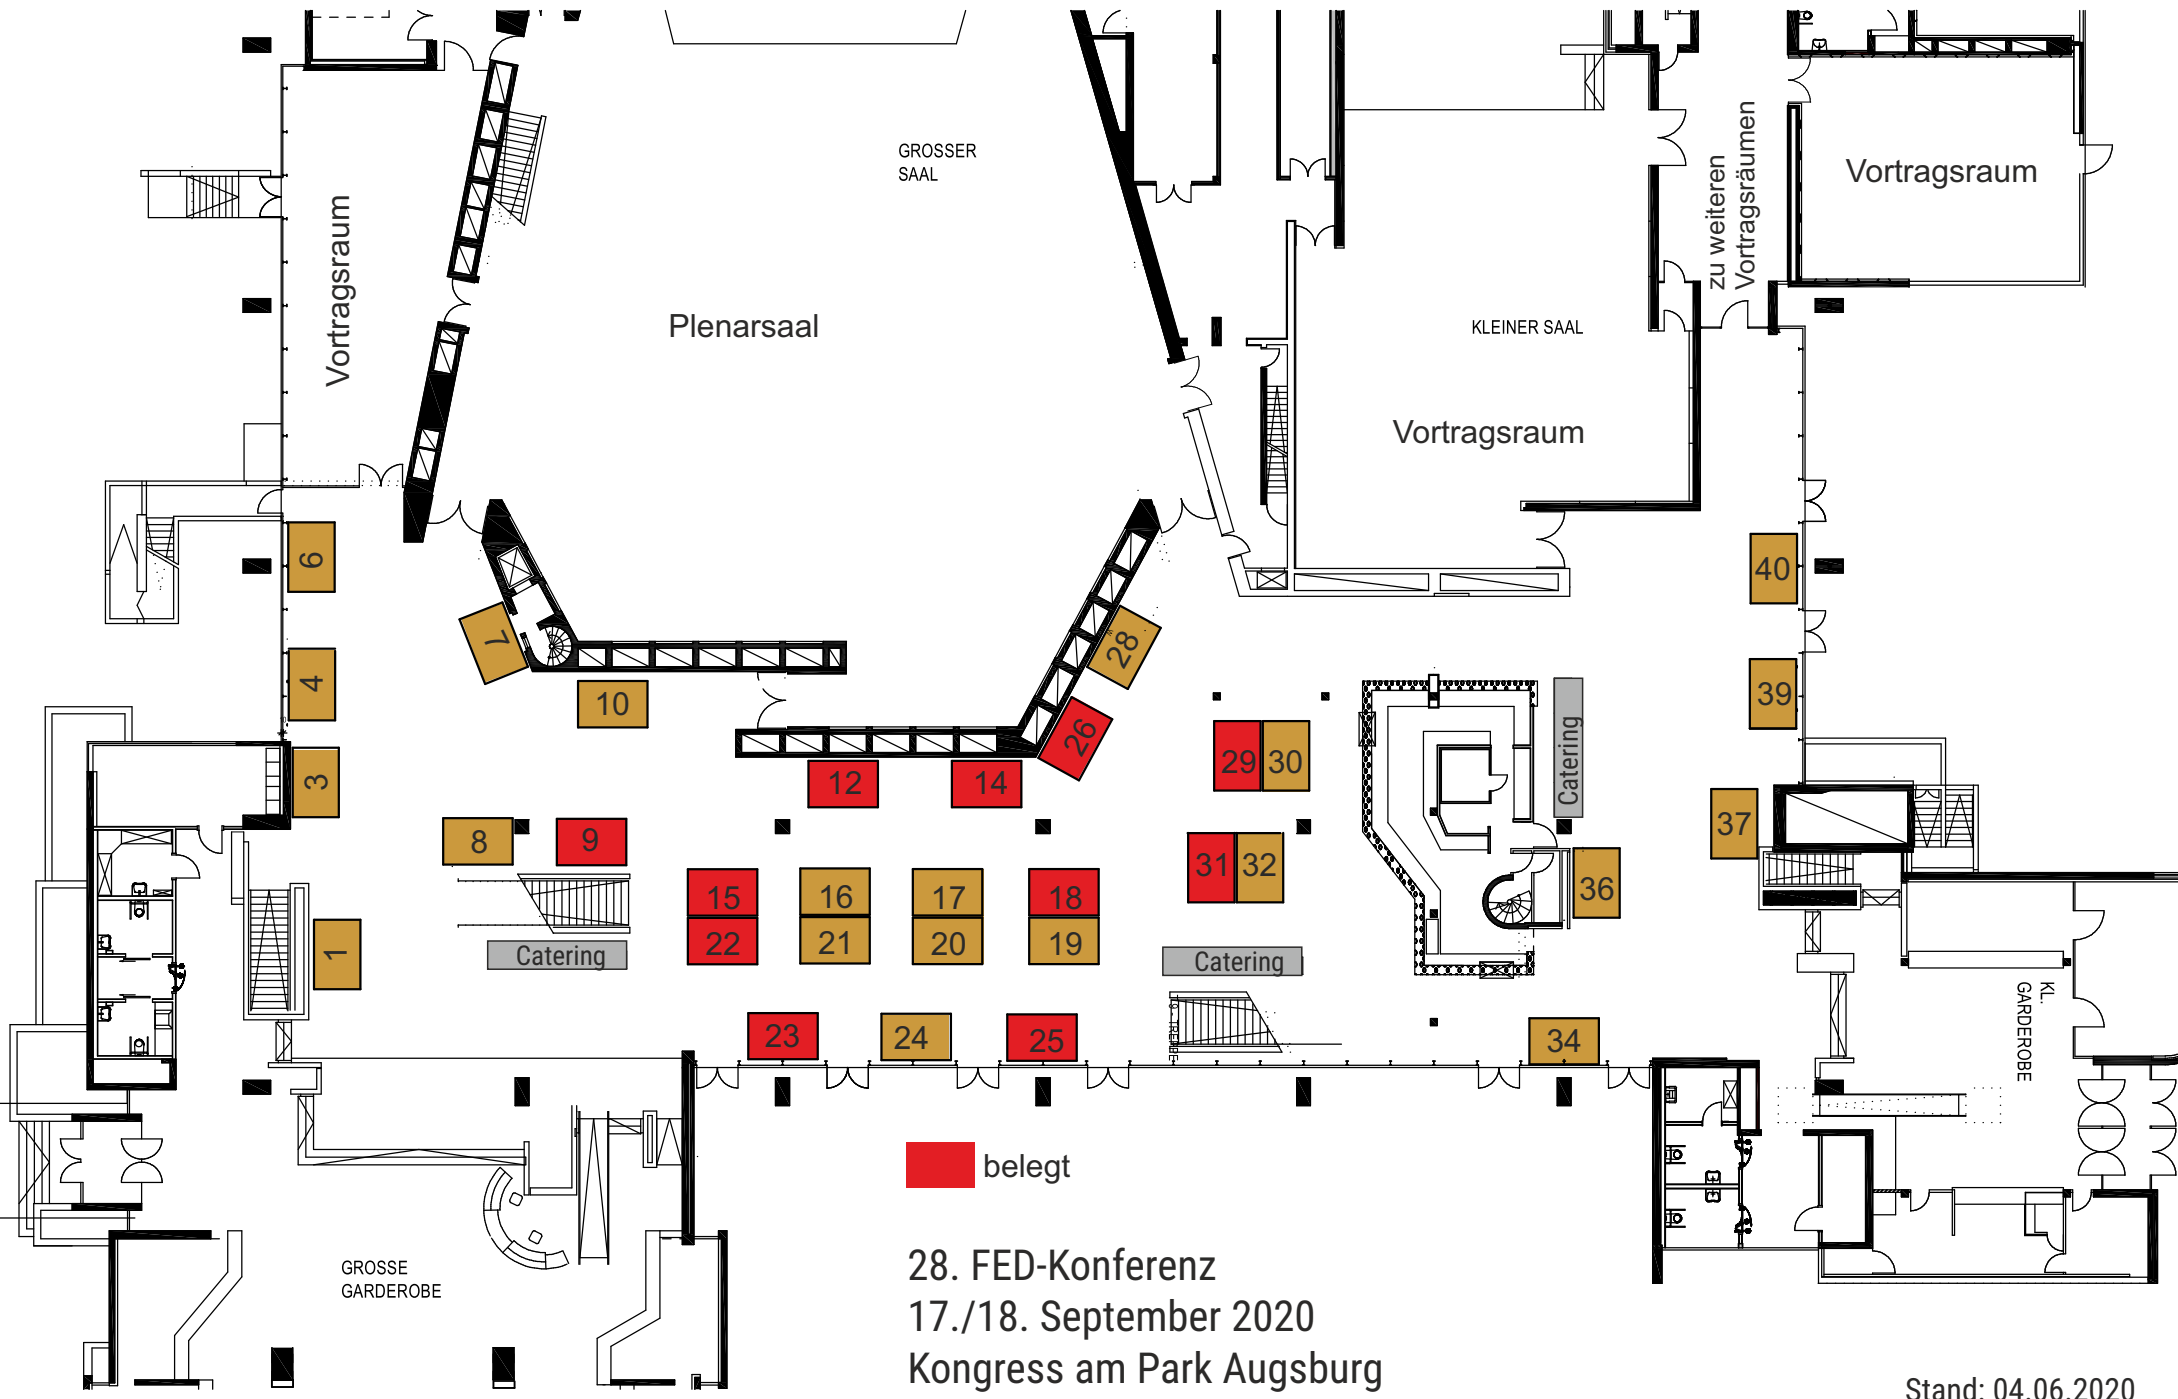 GROSSER
SAAL
Vortragsraum
zu weiteren
Vortragsräumen
Vortragsraum
Plenarsaal
KLEINER SAAL
Vortragsraum
6
40
7
28
4
39
10
26
29
30
Catering
3
12
14
37
8
9
31
32
36
15
16
17
18
22
21
20
19
1
Catering
Catering
KL.
GARDEROBE
23
24
25
34
belegt
GROSSE
GARDEROBE
28. FED-Konferenz
17./18. September 2020
Kongress am Park Augsburg
Stand: 04.06.2020